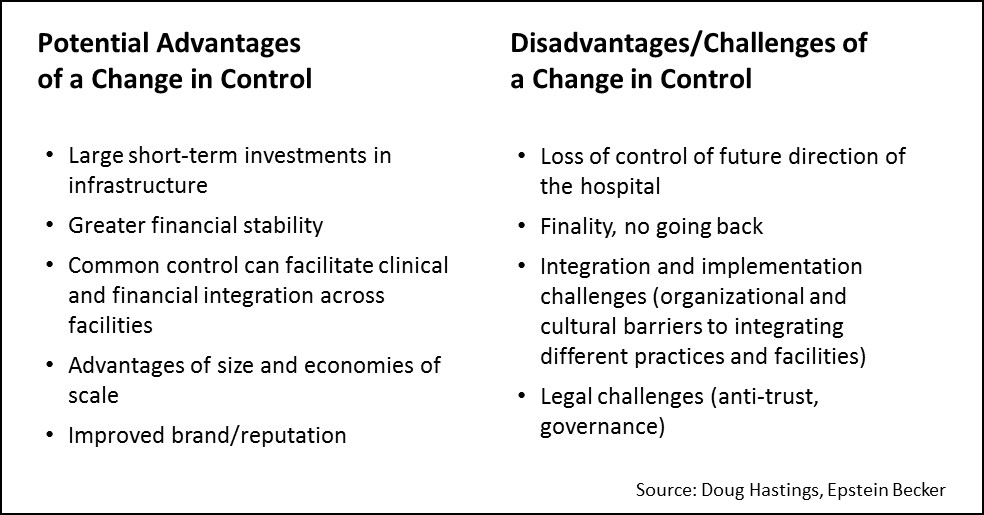 Potential Advantages
of a Change in Control
• Large short-term investments in
infrastructure
• Greater financial stability
• Common control can facilitate clinical
and financial integration across
facilities
• Advantages of size and economies of
scale
• Improved brand/reputation
Disadvantages/Challenges of
a Change in Control
• Loss of control of future direction of
the hospital
• Finality, no going back
• Integration and implementation
challenges (organizational and
cultural barriers to integrating
different practices and facilities)
• Legal challenges (anti-trust,
governance)
Source: Doug Hastings, Epstein Becker